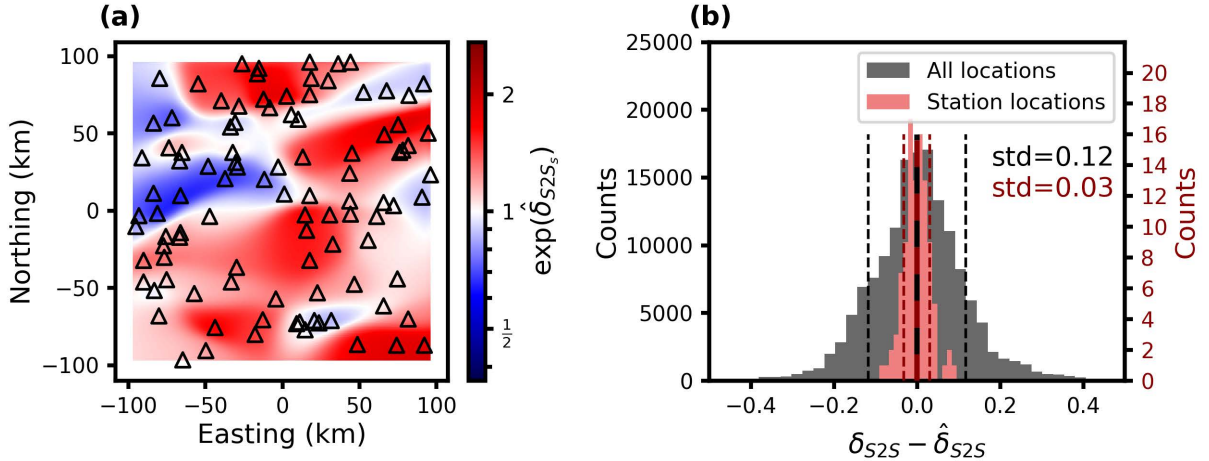 (a)
100
50
0
−50
−100
−100 −50 0 50 100
Northing (km)
Easting (km)
2
1
1/2
exp(δ̂_{S2S_s})
(b)
25000
20000
15000
10000
5000
0
Counts
−0.4 −0.2 0.0 0.2 0.4
δ_{S2S} − δ̂_{S2S}
All locations
Station locations
std=0.12
std=0.03
20
18
16
14
12
10
8
6
4
2
0
Counts